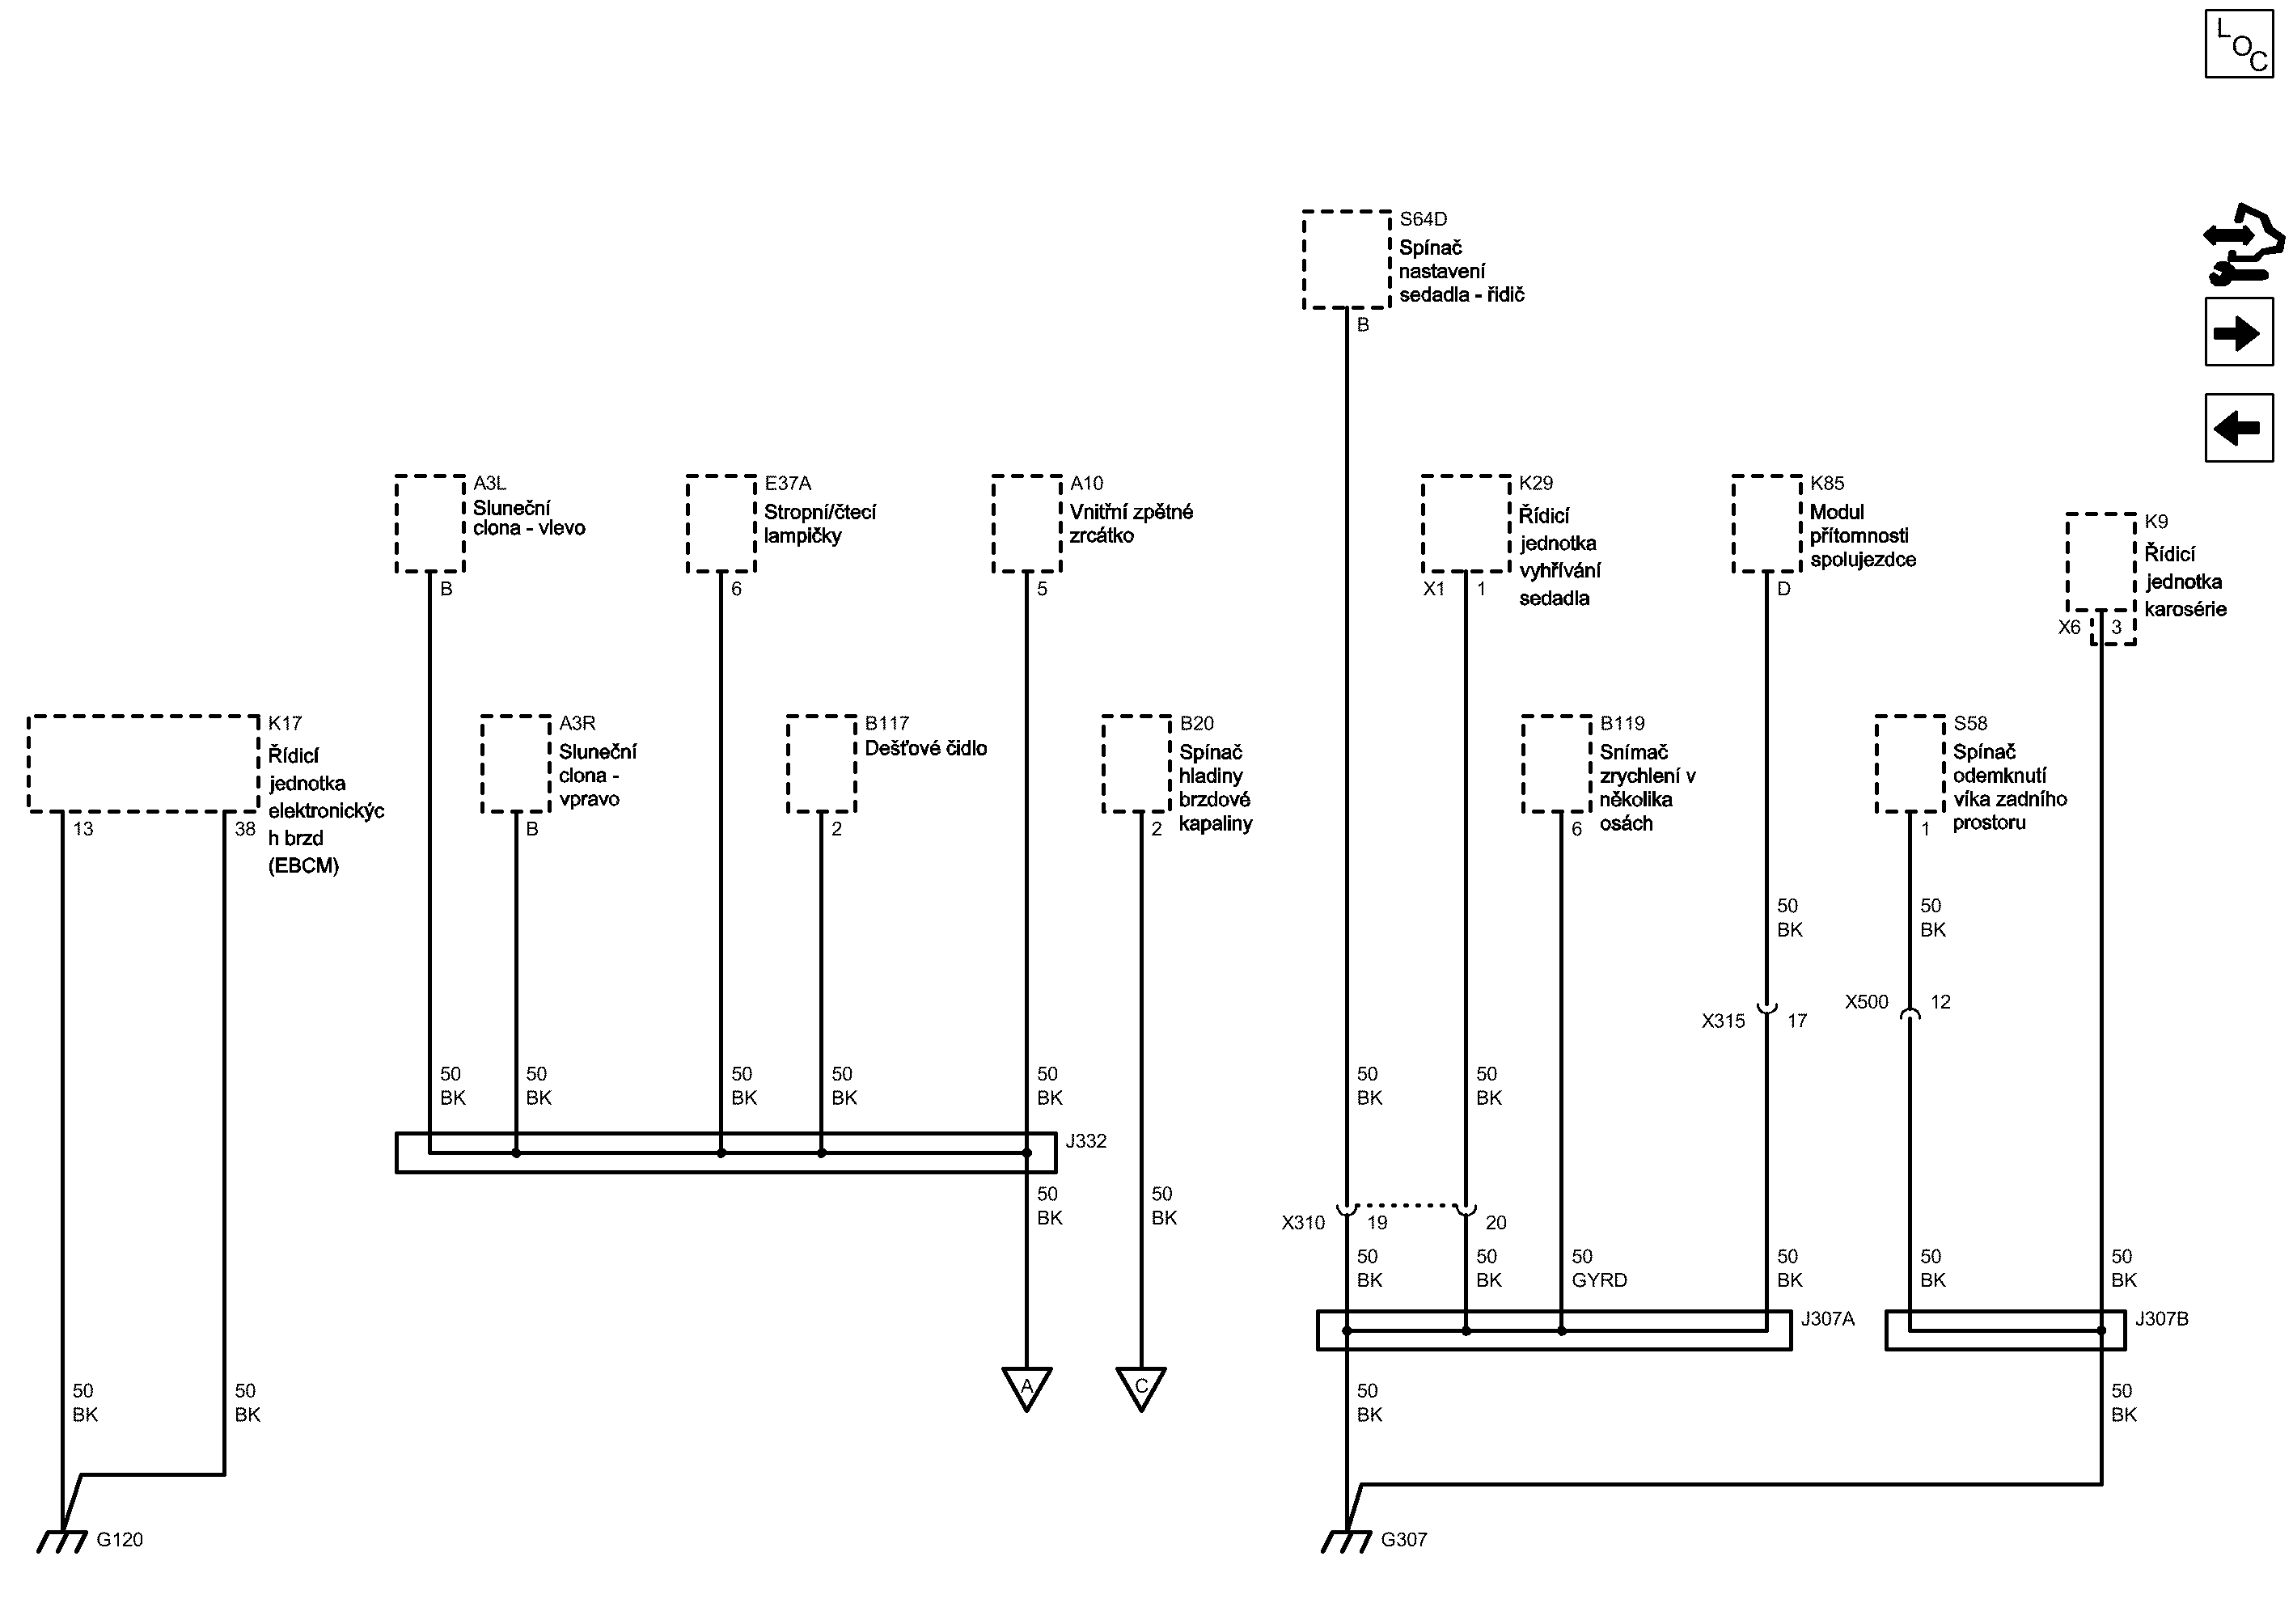 LOC
S64D
Spínač
nastavení
sedadla - řidič
B
A3L
Sluneční
clona - vlevo
B
E37A
Stropní/čtecí
lampičky
6
A10
Vnitřní zpětné
zrcátko
5
K29
Řídicí
jednotka
vyhřívání
sedadla
X1 1
K85
Modul
přítomnosti
spolujezdce
D
K9
Řídicí
jednotka
karosérie
X6 3
K17
Řídicí
jednotka
elektronickýc
h brzd
(EBCM)
13 38
A3R
Sluneční
clona -
vpravo
B
B117
Dešťové čidlo
2
B20
Spínač
hladiny
brzdové
kapaliny
2
B119
Snímač
zrychlení v
několika
osách
6
S58
Spínač
odemknutí
víka zadního
prostoru
1
50 50
BK BK
X315 17 X500 12
50 50 50 50 50 50 50
BK BK BK BK BK BK BK
J332
50 50
BK BK
X310 19 20
50 50 50 50 50 50
BK BK GYRD BK BK BK
J307A J307B
A C
50 50 50 50
BK BK BK BK
G120 G307